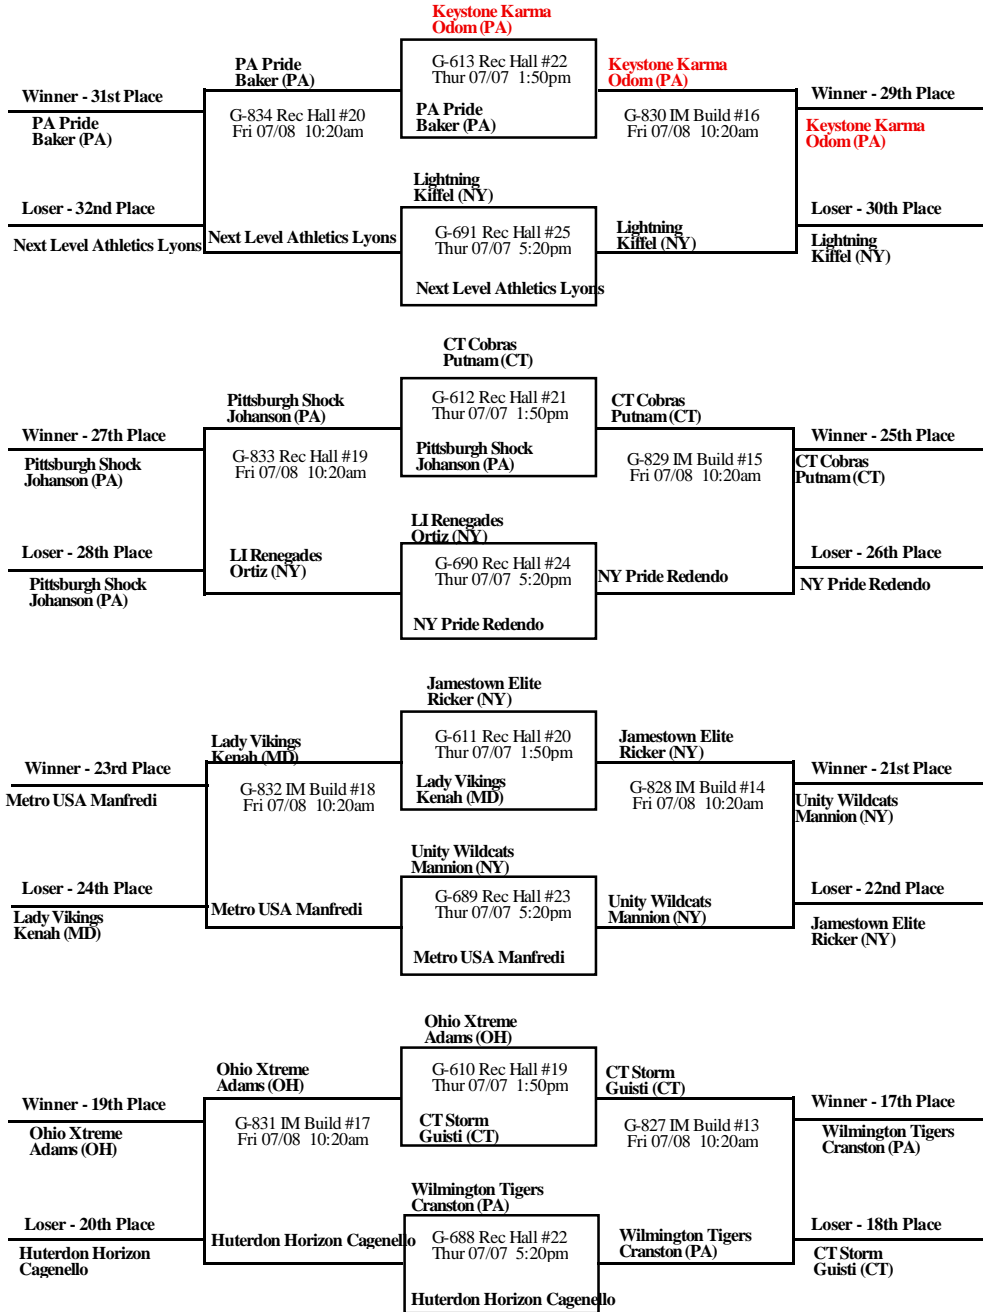 Keystone Karma
Odom (PA)
G-613 Rec Hall #22
Thur 07/07 1:50pm
PA Pride
Baker (PA)
PA Pride
Baker (PA)
Keystone Karma
Odom (PA)
Winner - 31st Place
PA Pride
Baker (PA)
G-834 Rec Hall #20
Fri 07/08 10:20am
G-830 IM Build #16
Fri 07/08 10:20am
Winner - 29th Place
Keystone Karma
Odom (PA)
Loser - 32nd Place
Next Level Athletics Lyons
Next Level Athletics Lyons
Lightning
Kiffel (NY)
G-691 Rec Hall #25
Thur 07/07 5:20pm
Next Level Athletics Lyons
Lightning
Kiffel (NY)
Loser - 30th Place
Lightning
Kiffel (NY)
CT Cobras
Putnam (CT)
G-612 Rec Hall #21
Thur 07/07 1:50pm
Pittsburgh Shock
Johanson (PA)
Pittsburgh Shock
Johanson (PA)
CT Cobras
Putnam (CT)
Winner - 27th Place
Pittsburgh Shock
Johanson (PA)
G-833 Rec Hall #19
Fri 07/08 10:20am
G-829 IM Build #15
Fri 07/08 10:20am
Winner - 25th Place
CT Cobras
Putnam (CT)
Loser - 28th Place
Pittsburgh Shock
Johanson (PA)
LI Renegades
Ortiz (NY)
LI Renegades
Ortiz (NY)
G-690 Rec Hall #24
Thur 07/07 5:20pm
NY Pride Redendo
NY Pride Redendo
Loser - 26th Place
NY Pride Redendo
Jamestown Elite
Ricker (NY)
G-611 Rec Hall #20
Thur 07/07 1:50pm
Lady Vikings
Kenah (MD)
Lady Vikings
Kenah (MD)
Jamestown Elite
Ricker (NY)
Winner - 23rd Place
Metro USA Manfredi
G-832 IM Build #18
Fri 07/08 10:20am
G-828 IM Build #14
Fri 07/08 10:20am
Winner - 21st Place
Unity Wildcats
Mannion (NY)
Loser - 24th Place
Lady Vikings
Kenah (MD)
Metro USA Manfredi
Unity Wildcats
Mannion (NY)
G-689 Rec Hall #23
Thur 07/07 5:20pm
Metro USA Manfredi
Unity Wildcats
Mannion (NY)
Loser - 22nd Place
Jamestown Elite
Ricker (NY)
Ohio Xtreme
Adams (OH)
G-610 Rec Hall #19
Thur 07/07 1:50pm
CT Storm
Guisti (CT)
Ohio Xtreme
Adams (OH)
CT Storm
Guisti (CT)
Winner - 19th Place
Ohio Xtreme
Adams (OH)
G-831 IM Build #17
Fri 07/08 10:20am
G-827 IM Build #13
Fri 07/08 10:20am
Winner - 17th Place
Wilmington Tigers
Cranston (PA)
Loser - 20th Place
Huterdon Horizon
Cagenello
Huterdon Horizon Cagenello
Wilmington Tigers
Cranston (PA)
G-688 Rec Hall #22
Thur 07/07 5:20pm
Huterdon Horizon Cagenello
Wilmington Tigers
Cranston (PA)
Loser - 18th Place
CT Storm
Guisti (CT)